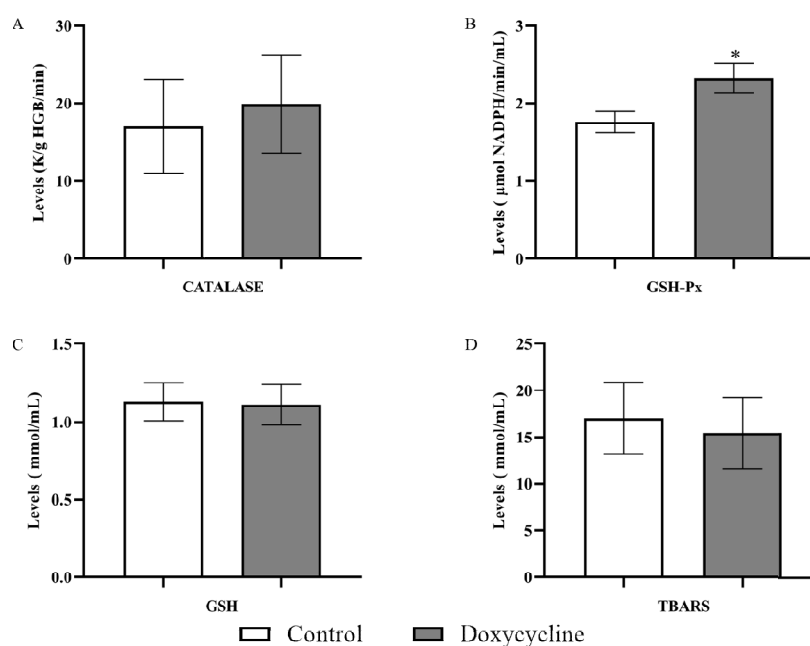 A
Levels (K/g HGB/min)
30
20
10
0
CATALASE
B
Levels ( µmol NADPH/min/mL)
3
2
1
0
*
GSH-Px
C
Levels ( mmol/mL)
1.5
1.0
0.5
0.0
GSH
D
Levels ( mmol/mL)
25
20
15
10
5
0
TBARS
Control
Doxycycline